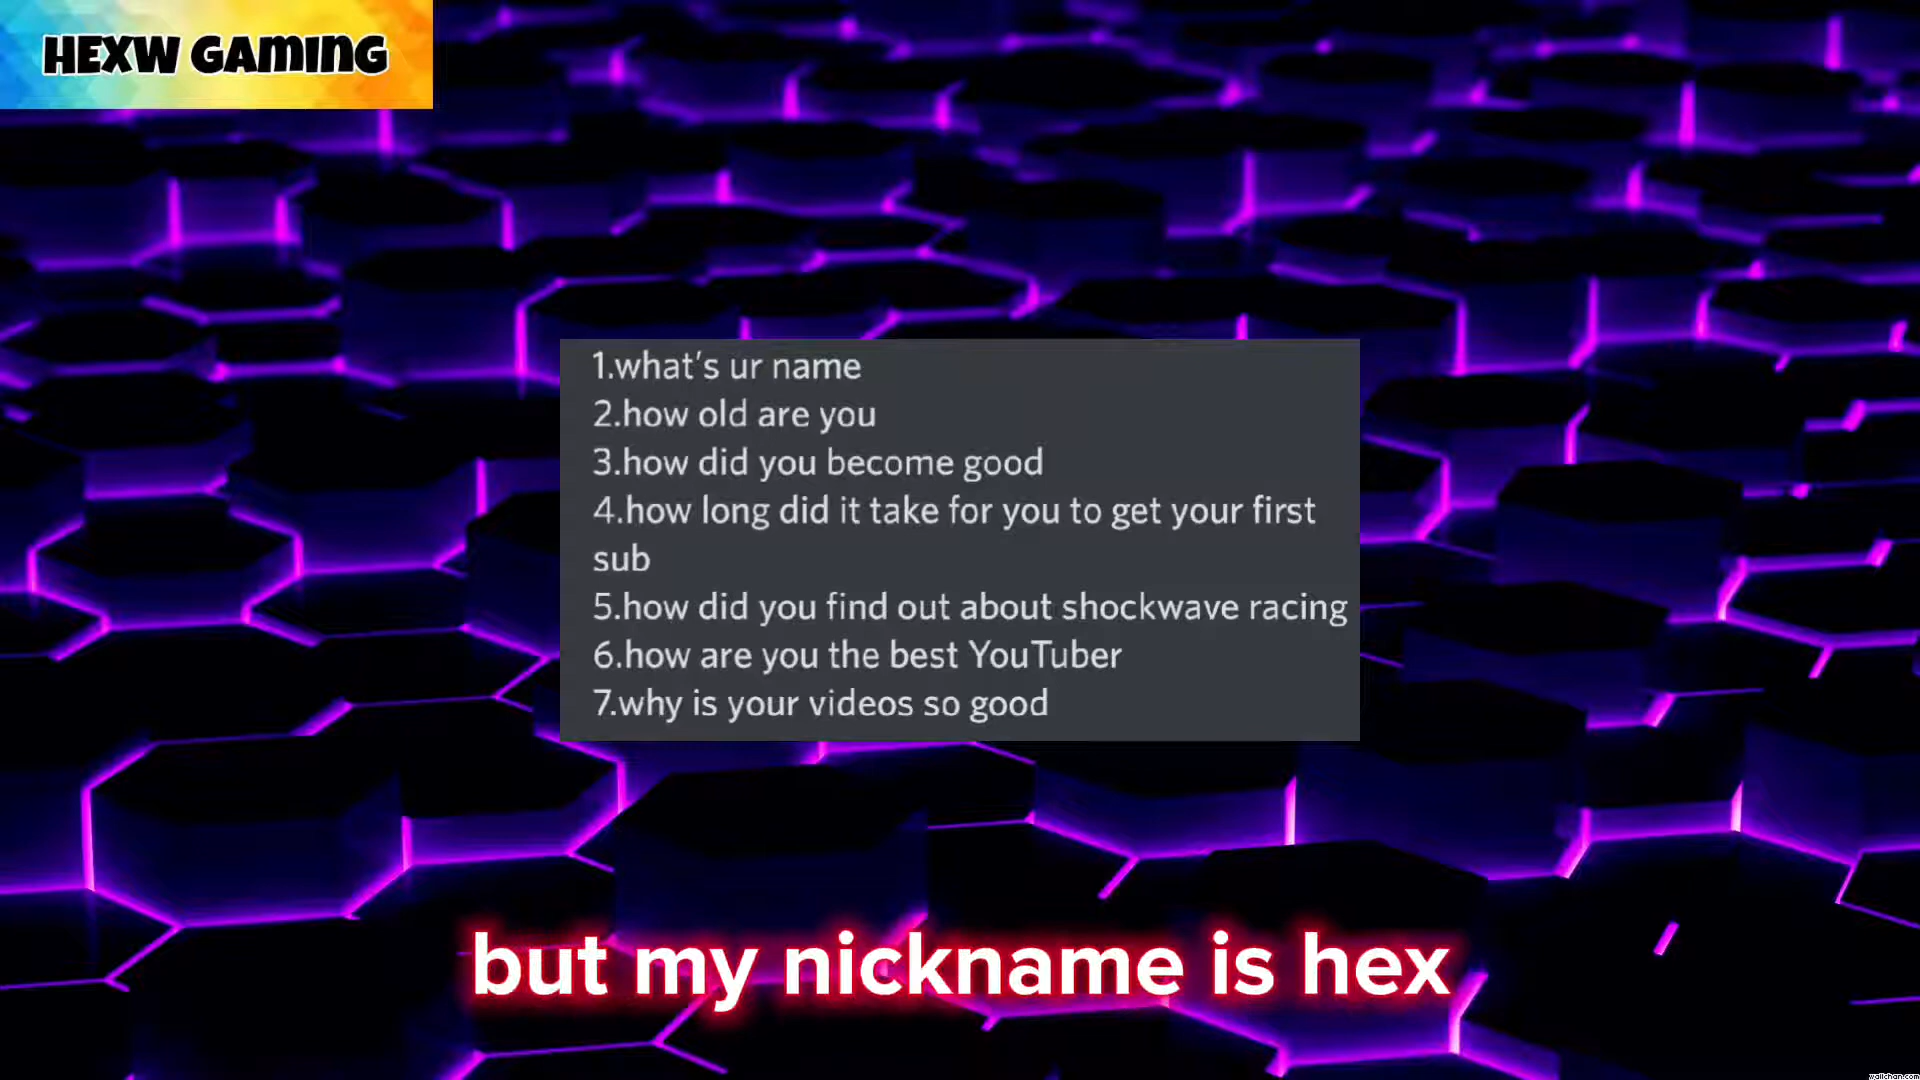 HEXW GAMING
1.what's ur name
2.how old are you
3.how did you become good
4.how long did it take for you to get your first
sub
5.how did you find out about shockwave racing
6.how are you the best YouTuber
7.why is your videos so good
but my nickname is hex
wallchan.com